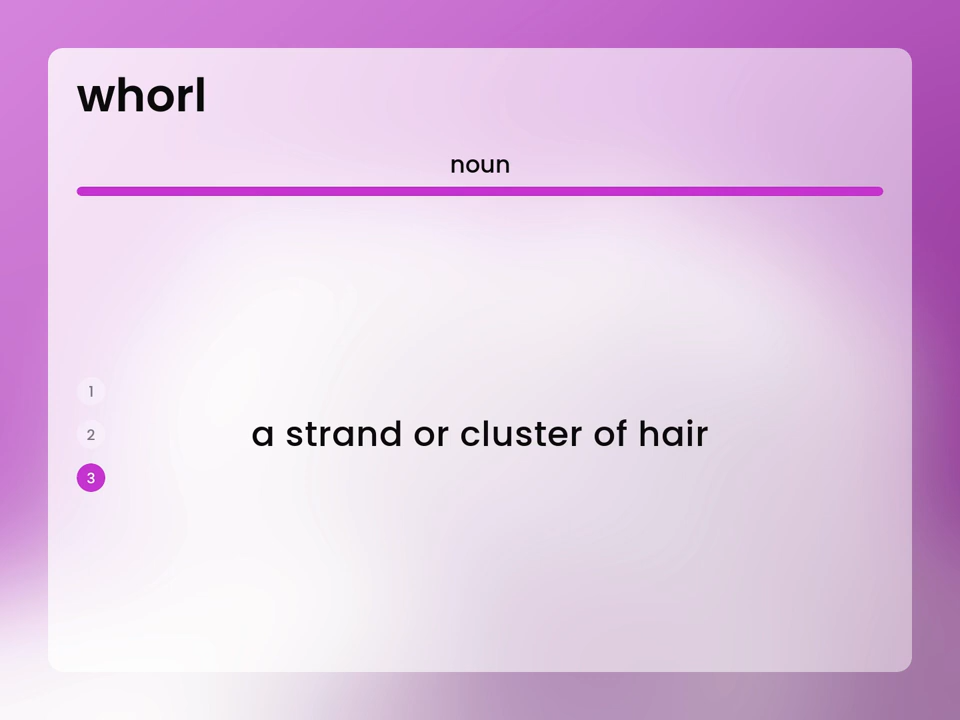 whorl
noun
1
2
3
a strand or cluster of hair